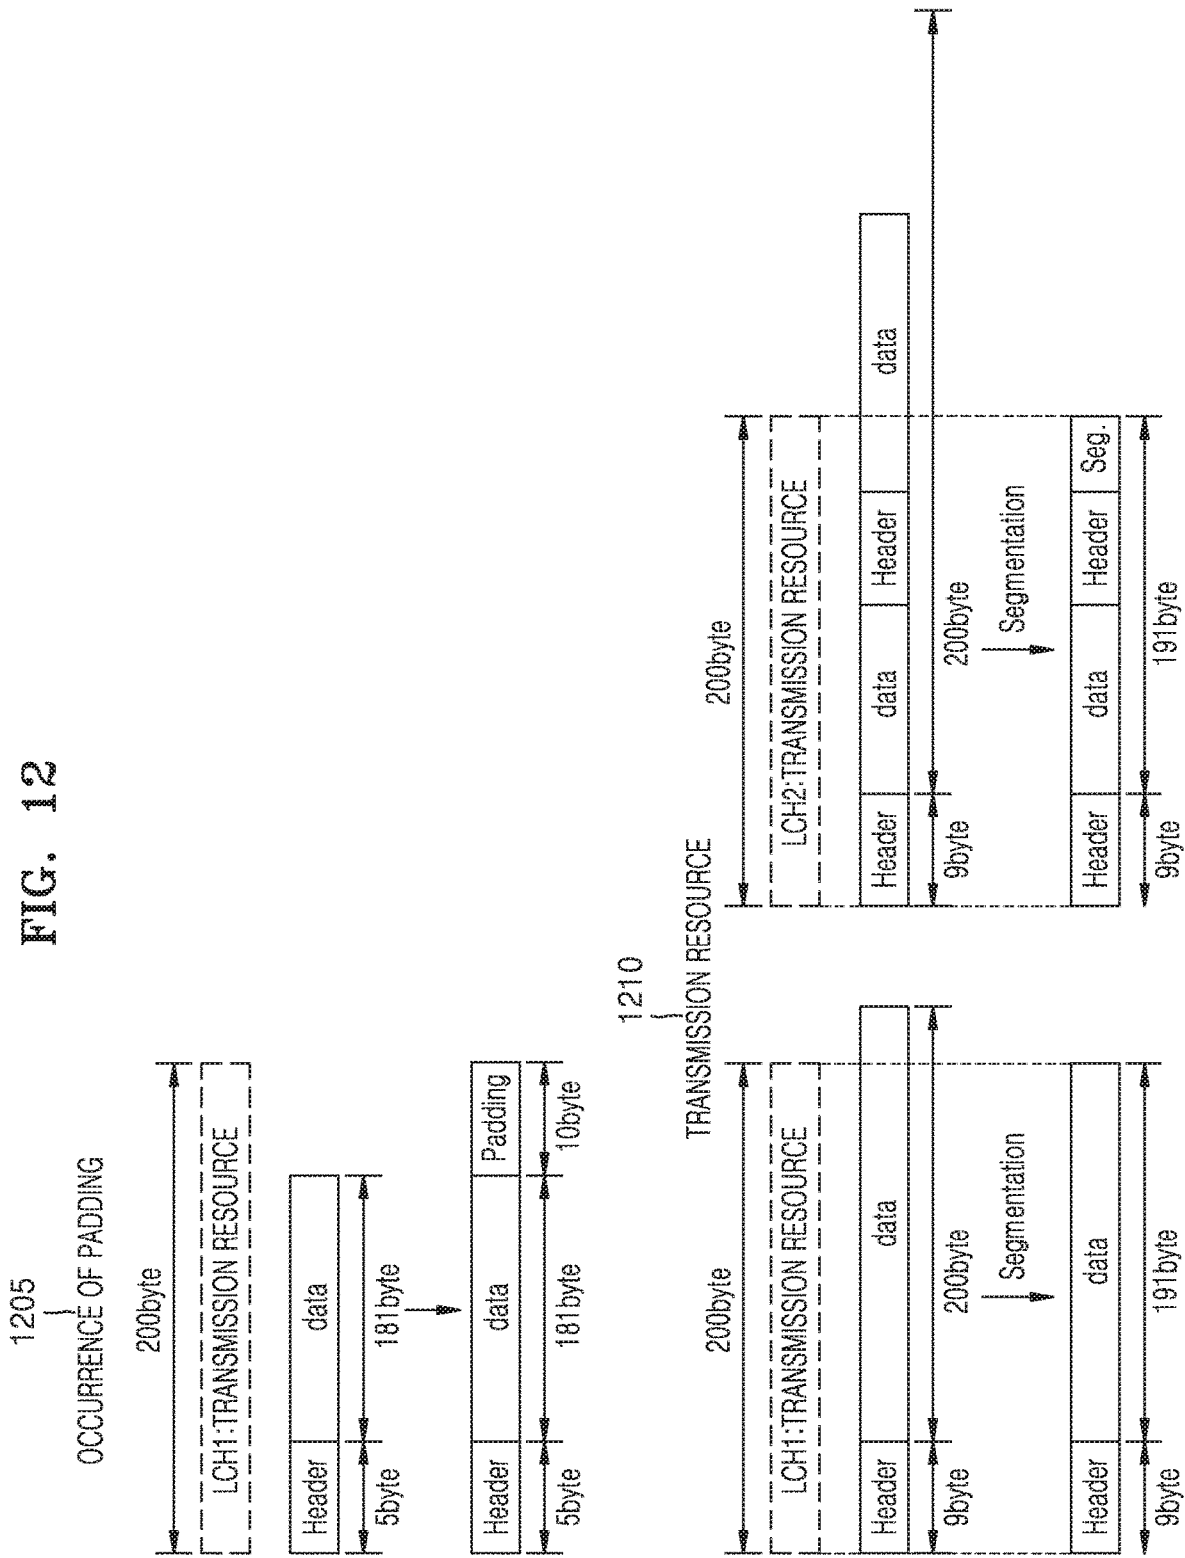 FIG. 12
1205
OCCURRENCE OF PADDING
200byte
LCH1:TRANSMISSION RESOURCE
Header
data
5byte
181byte
Header
data
Padding
5byte
181byte
10byte
1210
TRANSMISSION RESOURCE
200byte
LCH1:TRANSMISSION RESOURCE
Header
data
9byte
200byte
Segmentation
Header
data
9byte
191byte
200byte
LCH2:TRANSMISSION RESOURCE
Header
data
Header
data
9byte
200byte
Segmentation
Header
data
Header
Seg.
9byte
191byte